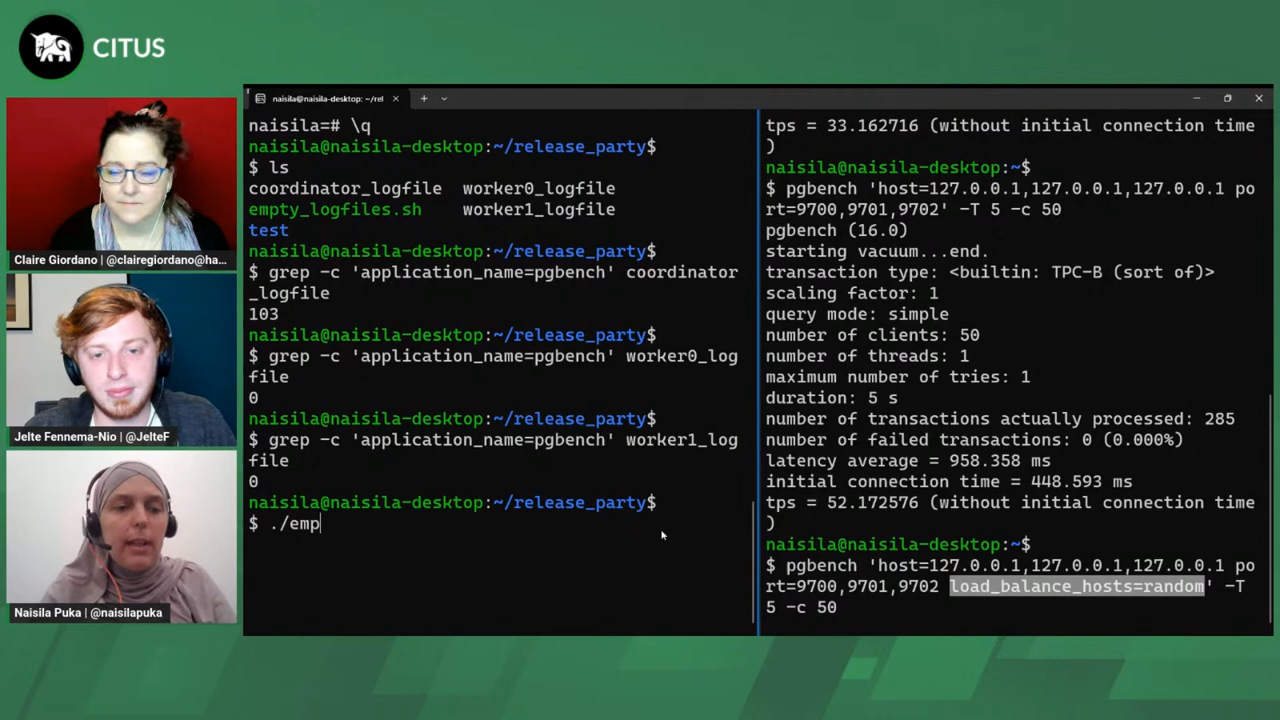 CITUS
Claire Giordano | @clairegiordano@ha...
Jelte Fennema-Nio | @JelteF
Naisila Puka | @naisilapuka
naisila@naisila-desktop: ~/rel
naisila=# \q
naisila@naisila-desktop:~/release_party$
$ ls
coordinator_logfile  worker0_logfile
empty_logfiles.sh    worker1_logfile
test
naisila@naisila-desktop:~/release_party$
$ grep -c 'application_name=pgbench' coordinator
_logfile
103
naisila@naisila-desktop:~/release_party$
$ grep -c 'application_name=pgbench' worker0_log
file
0
naisila@naisila-desktop:~/release_party$
$ grep -c 'application_name=pgbench' worker1_log
file
0
naisila@naisila-desktop:~/release_party$
$ ./emp
tps = 33.162716 (without initial connection time
)
naisila@naisila-desktop:~$
$ pgbench 'host=127.0.0.1,127.0.0.1,127.0.0.1 po
rt=9700,9701,9702' -T 5 -c 50
pgbench (16.0)
starting vacuum...end.
transaction type: <builtin: TPC-B (sort of)>
scaling factor: 1
query mode: simple
number of clients: 50
number of threads: 1
maximum number of tries: 1
duration: 5 s
number of transactions actually processed: 285
number of failed transactions: 0 (0.000%)
latency average = 958.358 ms
initial connection time = 448.593 ms
tps = 52.172576 (without initial connection time
)
naisila@naisila-desktop:~$
$ pgbench 'host=127.0.0.1,127.0.0.1,127.0.0.1 po
rt=9700,9701,9702 load_balance_hosts=random' -T
5 -c 50